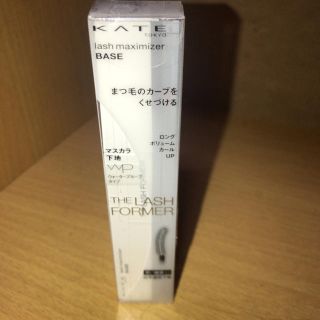 KATE
TOKYO
lash maximizer
BASE
まつ毛のカーブを
くせづける
マスカラ
下地
WP
ウォータープルーフ
タイプ
ロング
ボリューム
カール
UP
THE LASH
FORMER